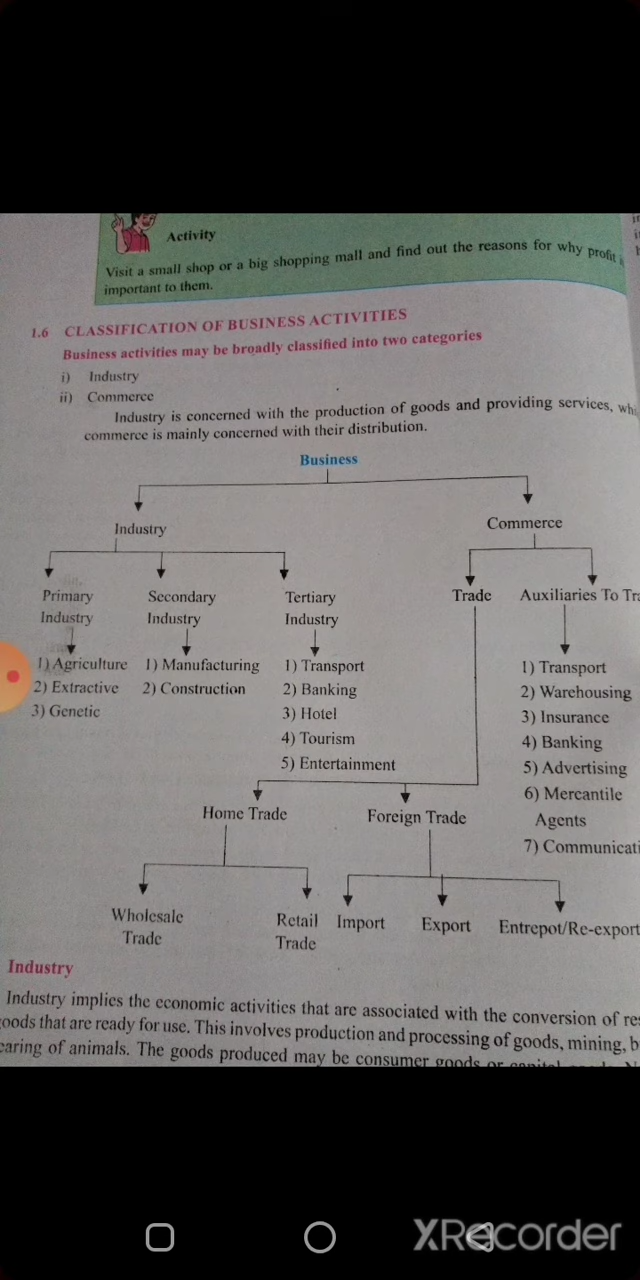 Activity
Visit a small shop or a big shopping mall and find out the reasons for why profit
important to them.
1.6 CLASSIFICATION OF BUSINESS ACTIVITIES
Business activities may be broadly classified into two categories
i) Industry
ii) Commerce
Industry is concerned with the production of goods and providing services,
commerce is mainly concerned with their distribution.
Business
Industry
Commerce
Primary
Industry
Secondary
Industry
Tertiary
Industry
Trade
Auxiliaries To
1) Agriculture
2) Extractive
3) Genetic
1) Manufacturing
2) Construction
1) Transport
2) Banking
3) Hotel
4) Tourism
5) Entertainment
1) Transport
2) Warehousing
3) Insurance
4) Banking
5) Advertising
6) Mercantile
Agents
7)
Home Trade
Foreign Trade
Wholesale
Trade
Retail
Trade
Import
Export
Entrepot/Re-export
Industry
Industry implies the economic activities that are associated with the conversion of
that are ready for use. This involves production and processing of goods, mining,
of animals. The goods produced may be consumer goods or
XRecorder